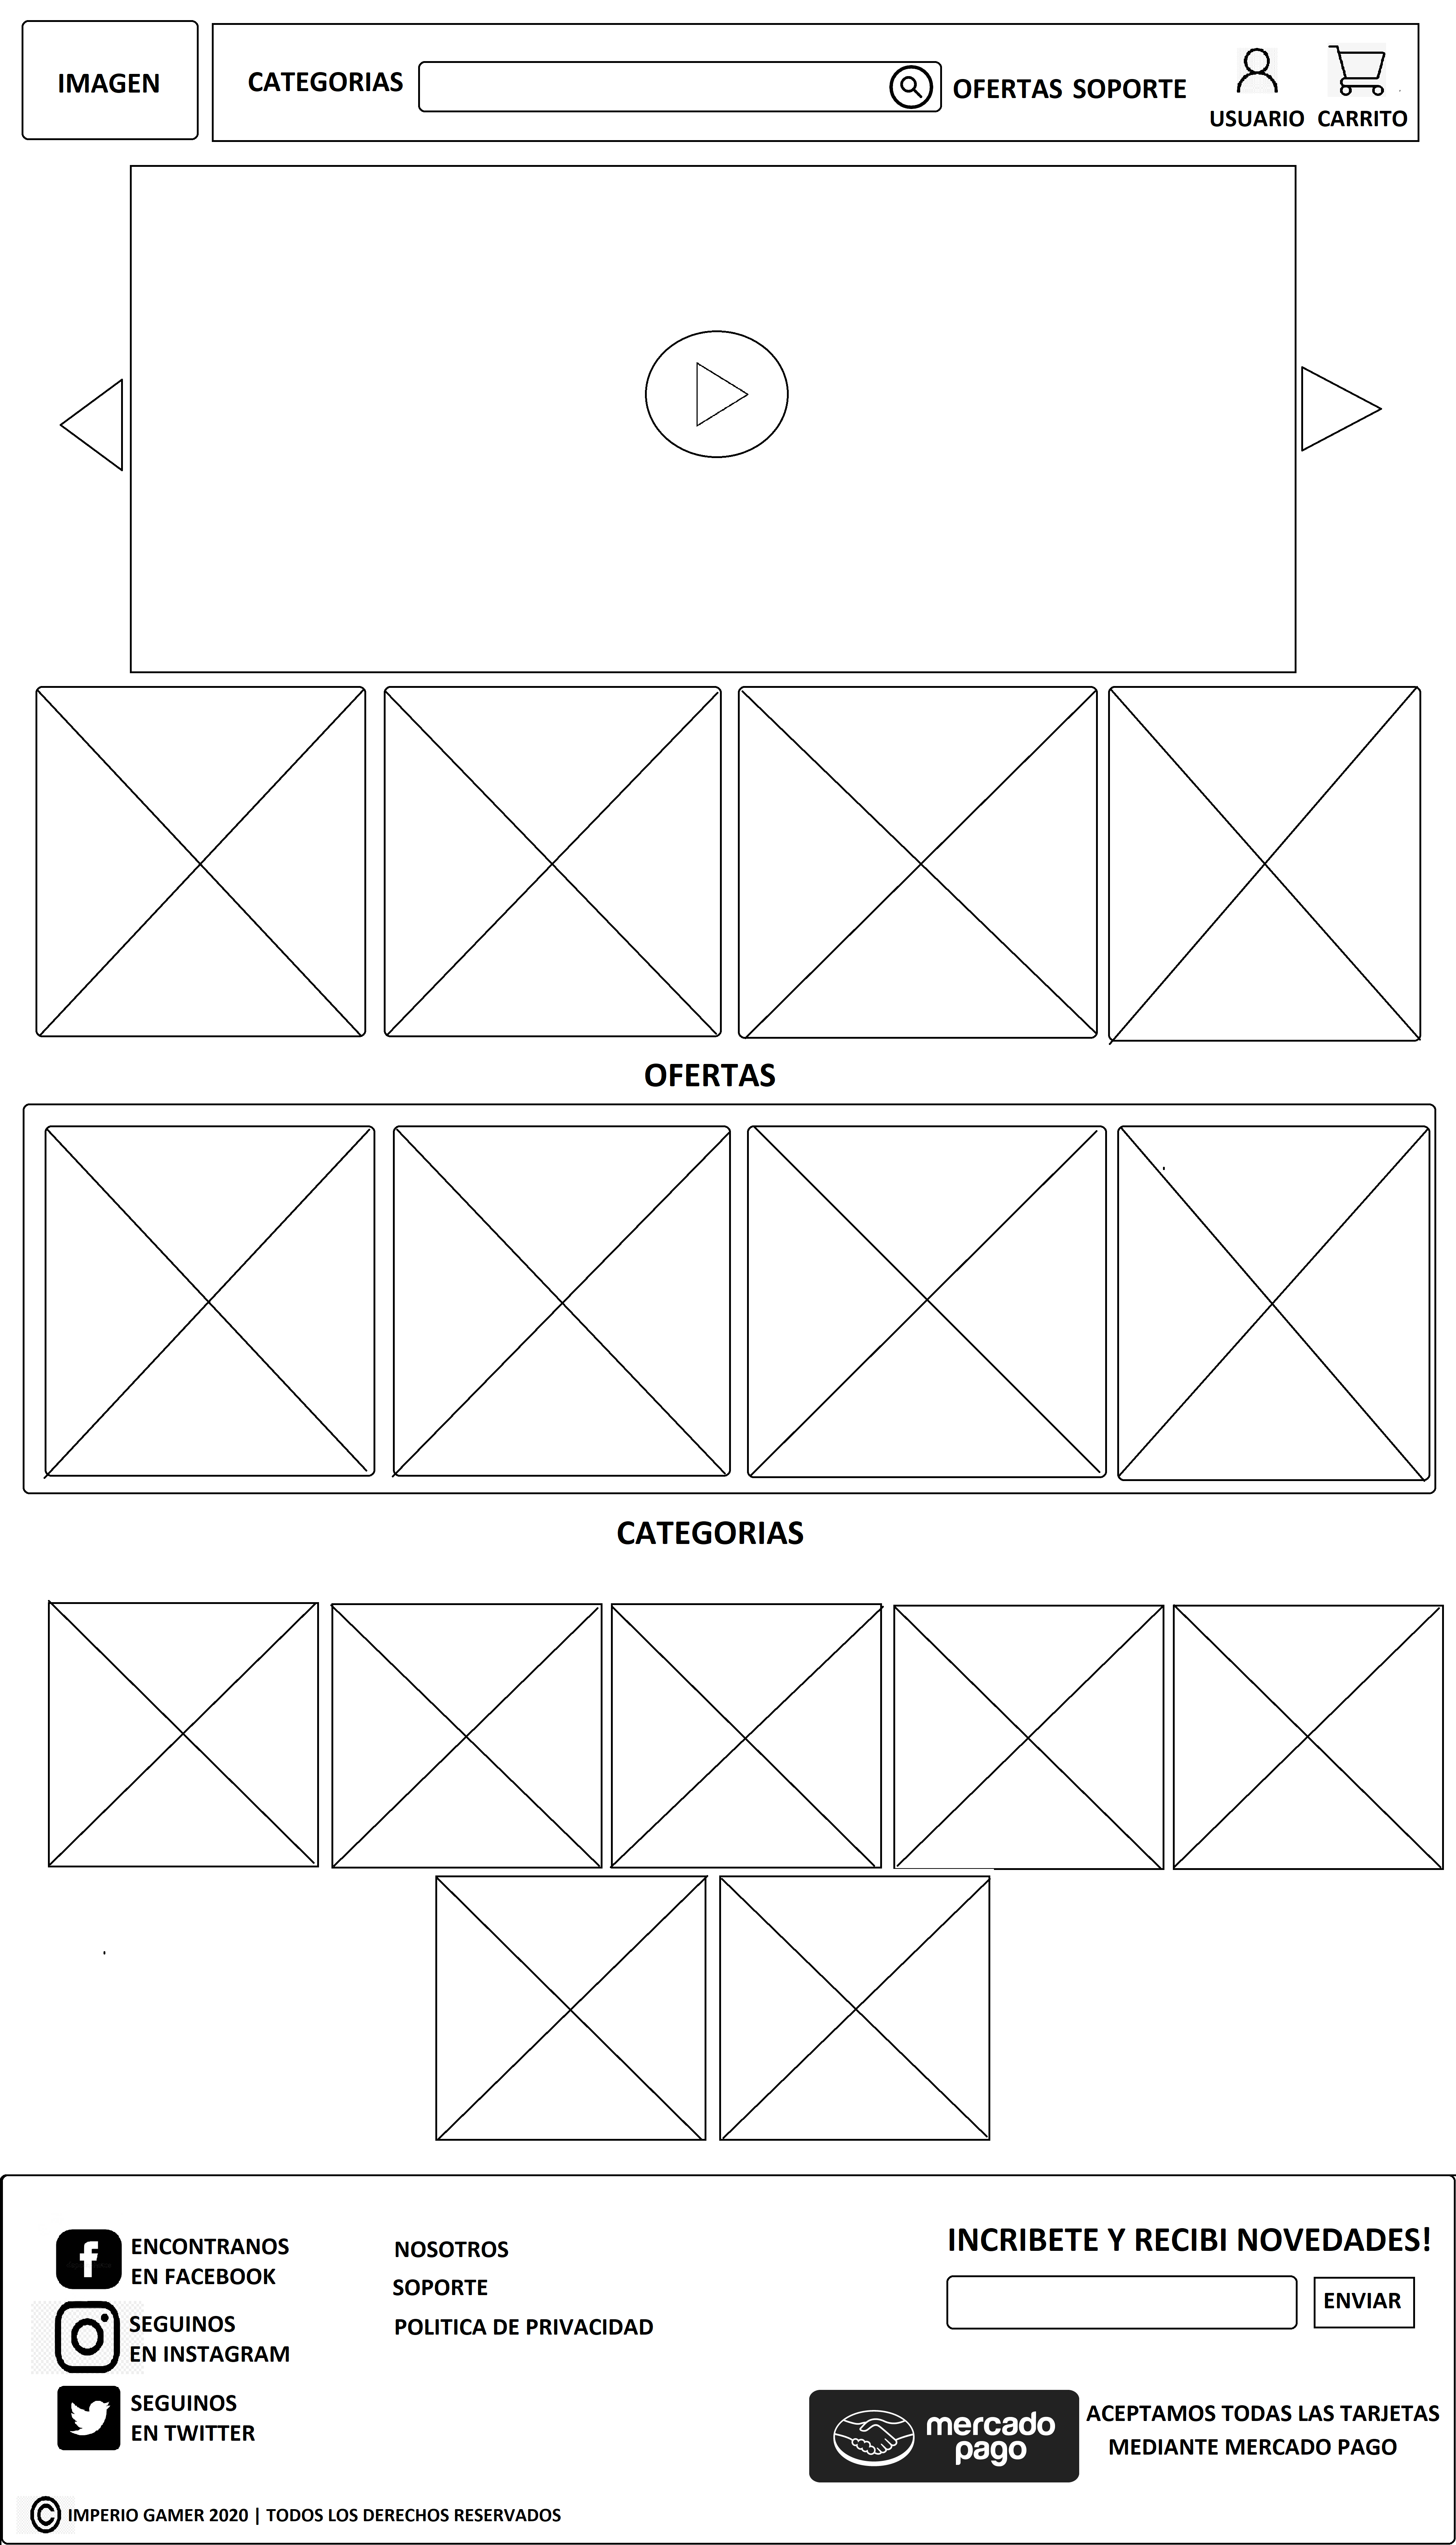 IMAGEN
CATEGORIAS
OFERTAS SOPORTE
USUARIO CARRITO
OFERTAS
CATEGORIAS
ENCONTRANOS
EN FACEBOOK
SEGUINOS
EN INSTAGRAM
SEGUINOS
EN TWITTER
NOSOTROS
SOPORTE
POLITICA DE PRIVACIDAD
INCRIBETE Y RECIBI NOVEDADES!
ENVIAR
mercado
pago
ACEPTAMOS TODAS LAS TARJETAS
MEDIANTE MERCADO PAGO
© IMPERIO GAMER 2020 | TODOS LOS DERECHOS RESERVADOS